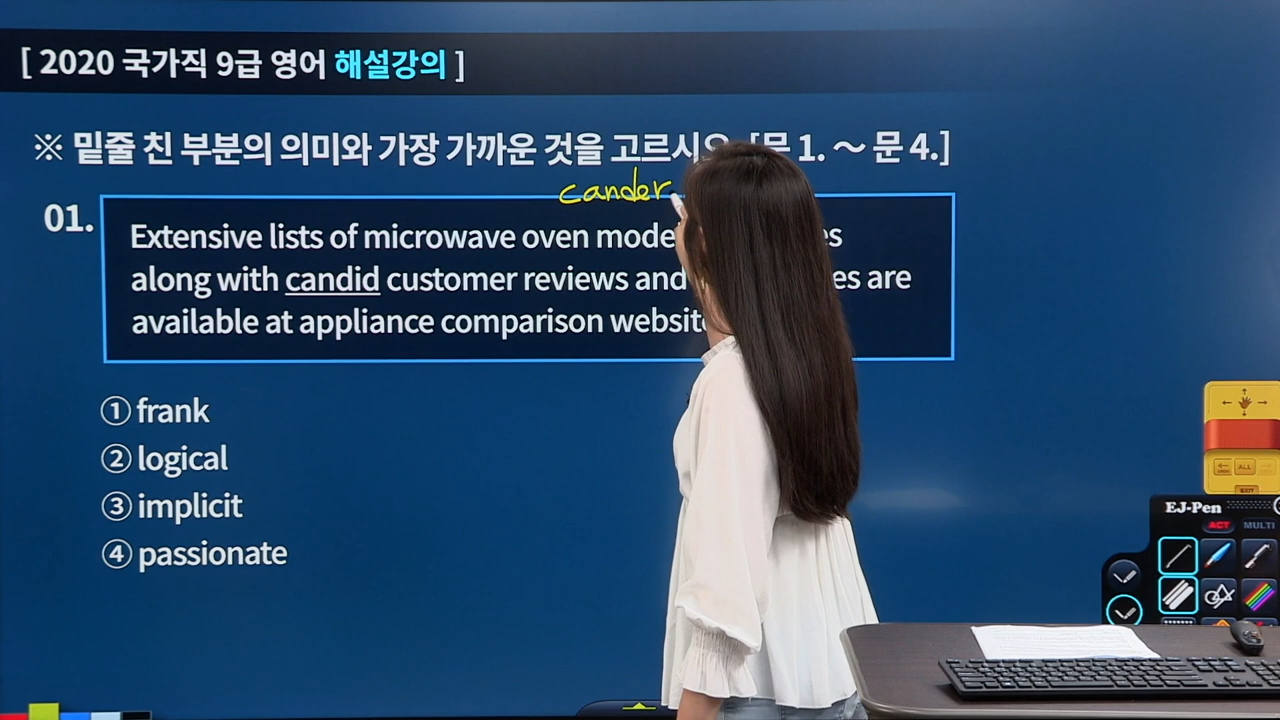 [ 2020 국가직 9급 영어 해설강의 ]
※ 밑줄 친 부분의 의미와 가장 가까운 것을 고르시오. [문 1. ～ 문 4.]
cander
01.
Extensive lists of microwave oven
along with candid customer reviews and are
available at appliance comparison
① frank
② logical
③ implicit
④ passionate
EJ-Pen
ACT MULTI
ALL
EXIT